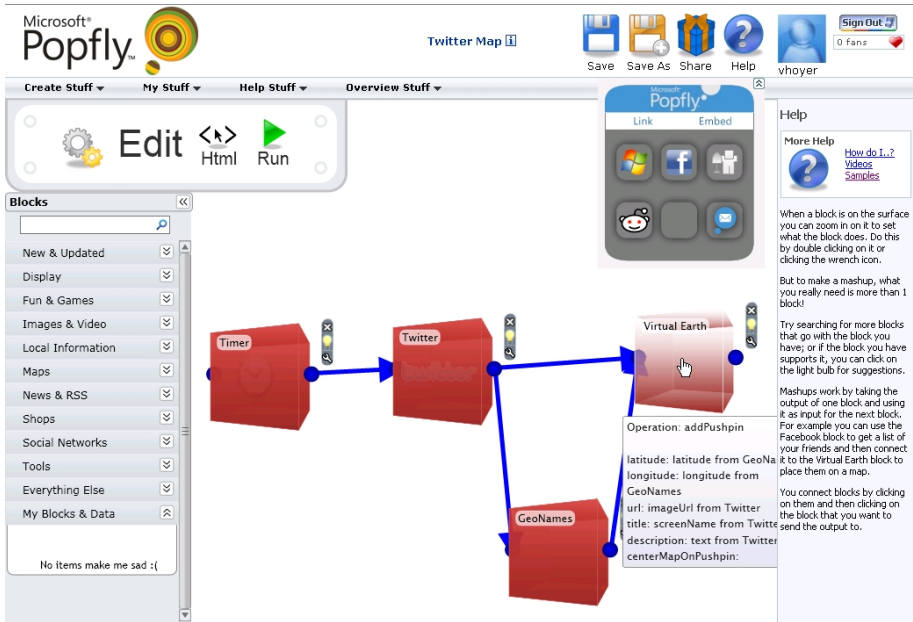 Microsoft®
Popfly™
Twitter Map
Save
Save As
Share
Help
vhoyer
Sign Out
0 fans
Create Stuff
My Stuff
Help Stuff
Overview Stuff
Edit
Html
Run
Microsoft
Popfly
Link
Embed
Help
More Help
How do I..?
Videos
Samples
When a block is on the surface
you can zoom in on it to set
what the block does. Do this
by double clicking on it or
clicking the wrench icon.
But to make a mashup, what
you really need is more than 1
block!
Try searching for more blocks
that go with the block you
have; or if the block you have
supports it, you can click on
the light bulb for suggestions.
Mashups work by taking the
output of one block and using
it as input for the next block.
For example you can use the
Facebook block to get a list of
your friends and then connect
it to the Virtual Earth block to
place them on a map.
You connect blocks by clicking
on them and then clicking on
the block that you want to
send the output to.
Blocks
New & Updated
Display
Fun & Games
Images & Video
Local Information
Maps
News & RSS
Shops
Social Networks
Tools
Everything Else
My Blocks & Data
No items make me sad :(
Timer
Twitter
twitter
Virtual Earth
GeoNames
Operation: addPushpin
latitude: latitude from GeoNa
longitude: longitude from
GeoNames
url: imageUrl from Twitter
title: screenName from Twitte
description: text from Twitter
centerMapOnPushpin: